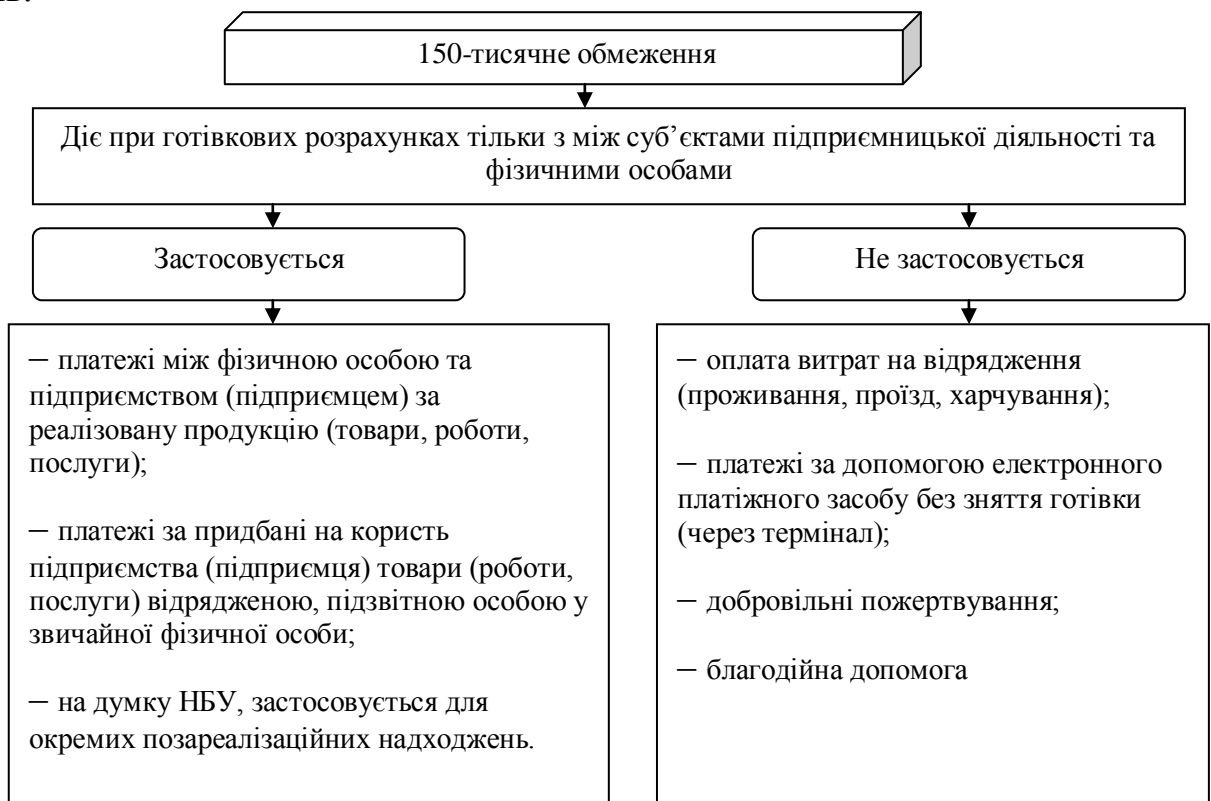 150-тисячне обмеження
Діє при готівкових розрахунках тільки з між суб’єктами підприємницької діяльності та
фізичними особами
Застосовується
Не застосовується
— платежі між фізичною особою та
підприємством (підприємцем) за
реалізовану продукцію (товари, роботи,
послуги);
— платежі за придбані на користь
підприємства (підприємця) товари (роботи,
послуги) відрядженою, підзвітною особою у
звичайної фізичної особи;
— на думку НБУ, застосовується для
окремих позареалізаційних надходжень.
— оплата витрат на відрядження
(проживання, проїзд, харчування);
— платежі за допомогою електронного
платіжного засобу без зняття готівки
(через термінал);
— добровільні пожертвування;
— благодійна допомога